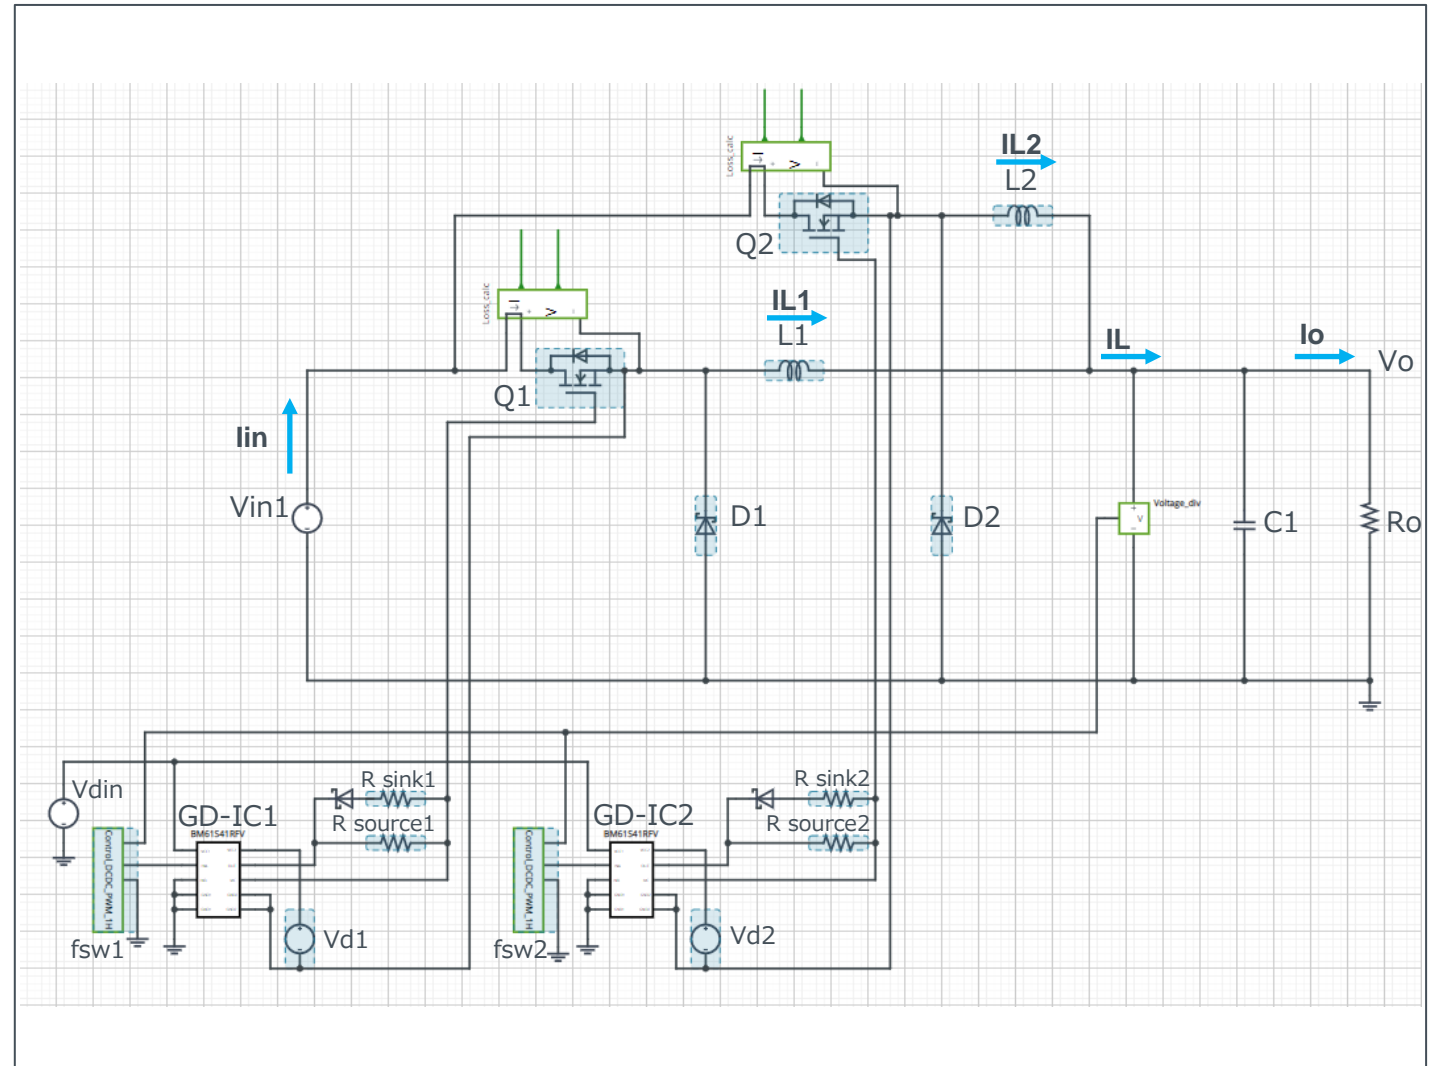 Loss_calc
IL2
L2
Q2
Loss_calc
IL1
L1
Q1
IL
Io
Vo
Iin
Vin1
D1
D2
Voltage_div
V
C1
Ro
Vdin
GD-IC1
BM61S41RFV
R sink1
R source1
GD-IC2
BM61S41RFV
R sink2
R source2
Control_DCDC_PWM_1H
Control_DCDC_PWM_1H
fsw1
Vd1
fsw2
Vd2